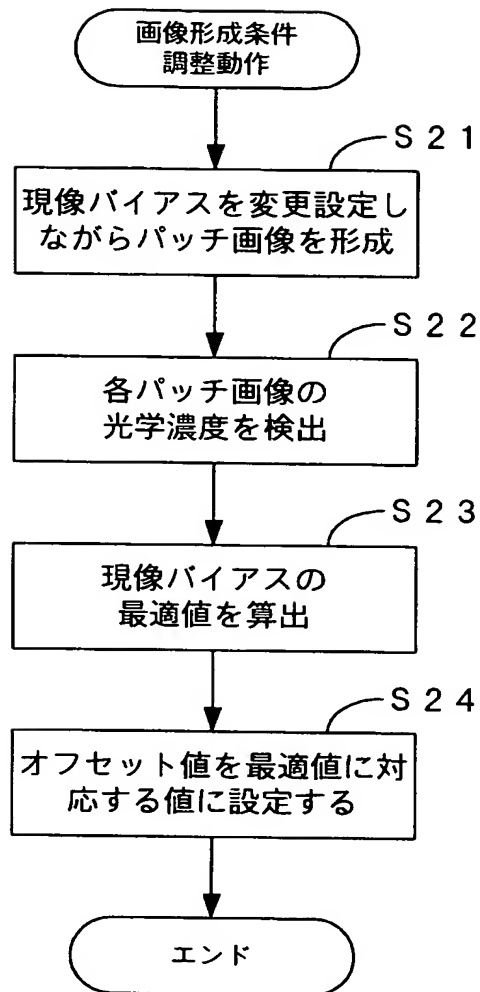 画像形成条件
調整動作
S21
現像バイアスを変更設定し
ながらパッチ画像を形成
S22
各パッチ画像の
光学濃度を検出
S23
現像バイアスの
最適値を算出
S24
オフセット値を最適値に対
応する値に設定する
エンド